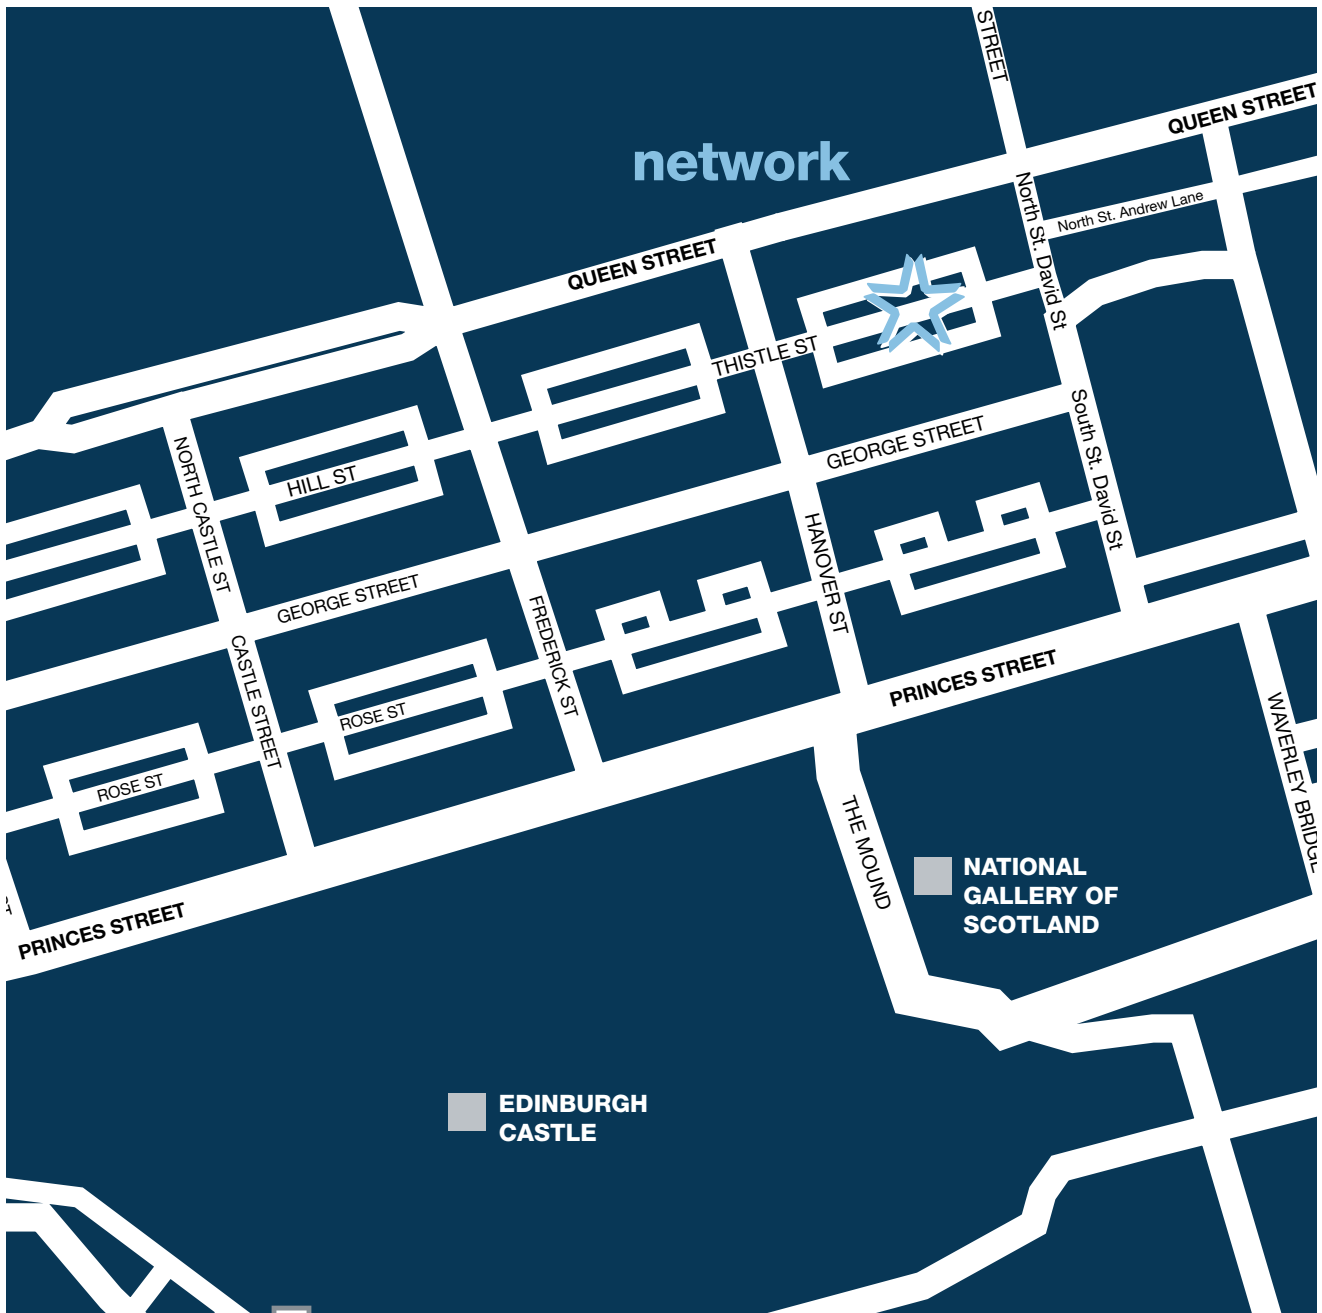 STREET
QUEEN STREET
network
North St. David St
North St. Andrew Lane
QUEEN STREET
THISTLE ST
GEORGE STREET
South St. David St
NORTH CASTLE ST
HILL ST
HANOVER ST
GEORGE STREET
FREDERICK ST
CASTLE STREET
PRINCES STREET
ROSE ST
WAVERLEY BRIDGE
ROSE ST
THE MOUND
NATIONAL
GALLERY OF
SCOTLAND
PRINCES STREET
EDINBURGH
CASTLE